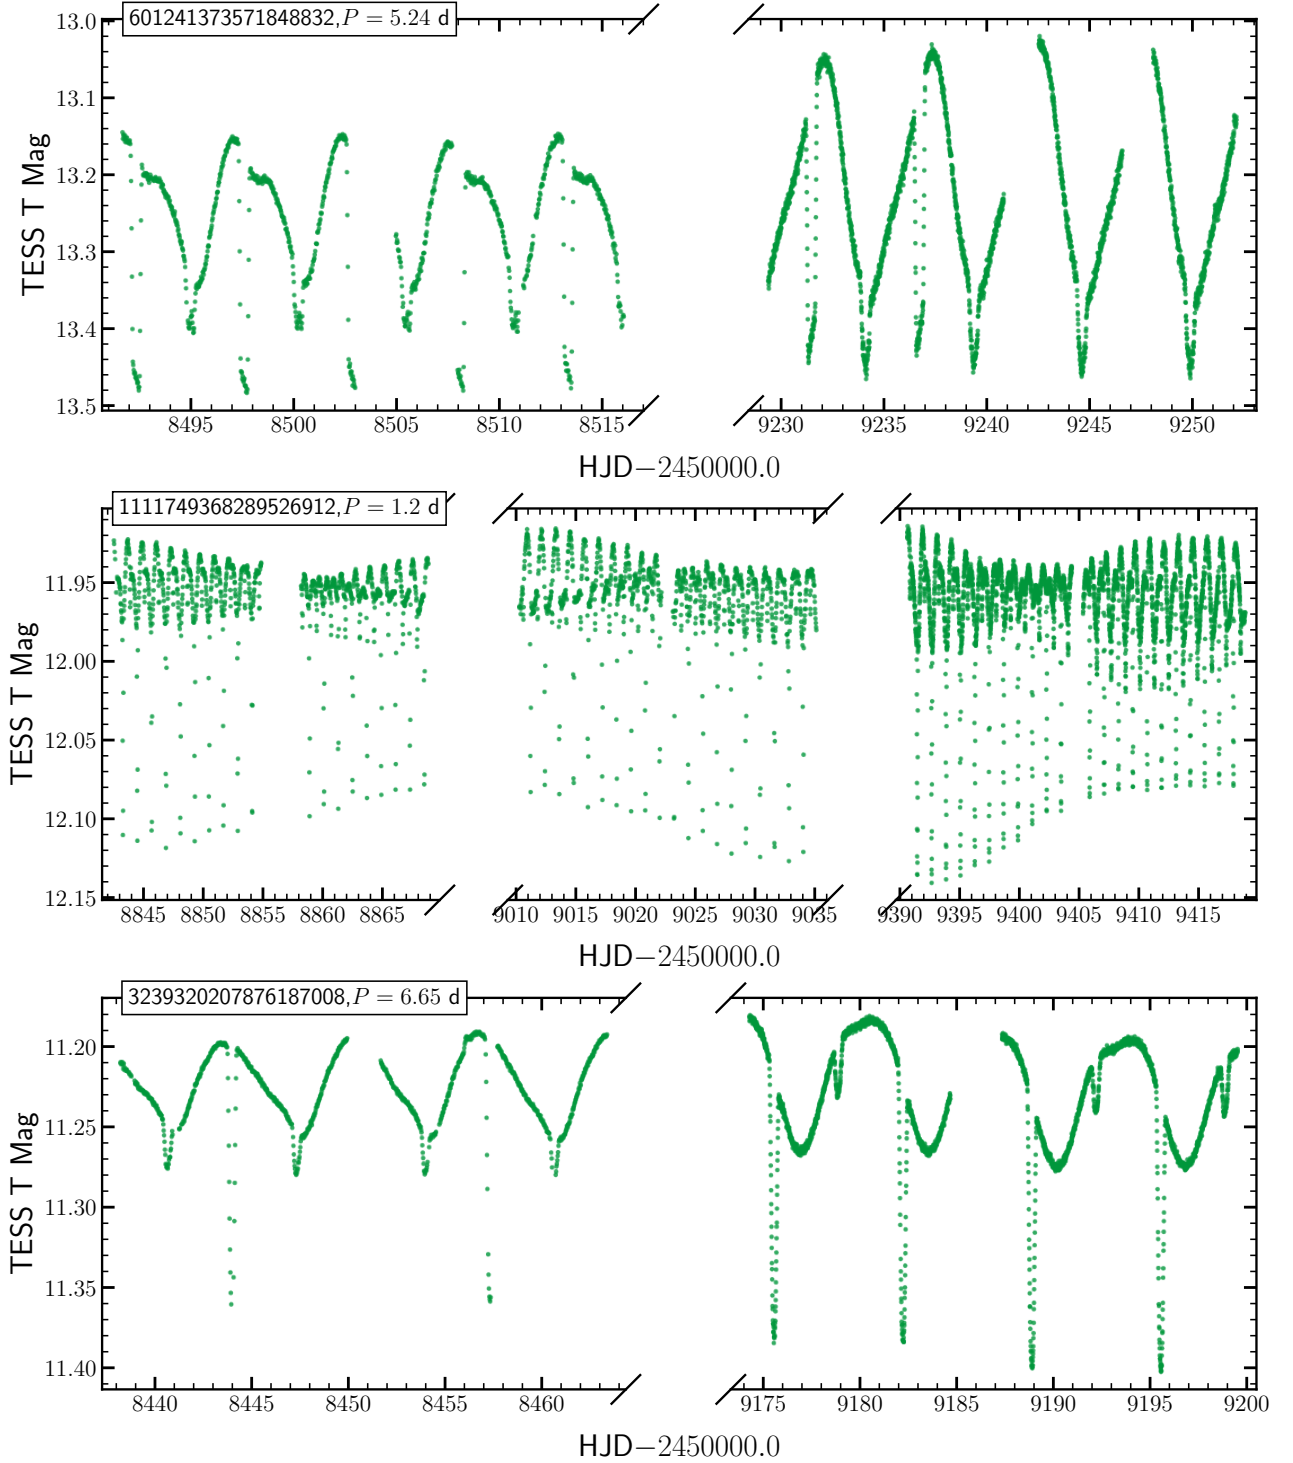 601241373571848832, P = 5.24 d
TESS T Mag
13.0
13.1
13.2
13.3
13.4
13.5
8495 8500 8505 8510 8515 9230 9235 9240 9245 9250
HJD−2450000.0
1111749368289526912, P = 1.2 d
TESS T Mag
11.95
12.00
12.05
12.10
12.15
8845 8850 8855 8860 8865 9010 9015 9020 9025 9030 9035 9390 9395 9400 9405 9410 9415
HJD−2450000.0
3239320207876187008, P = 6.65 d
TESS T Mag
11.20
11.25
11.30
11.35
11.40
8440 8445 8450 8455 8460 9175 9180 9185 9190 9195 9200
HJD−2450000.0